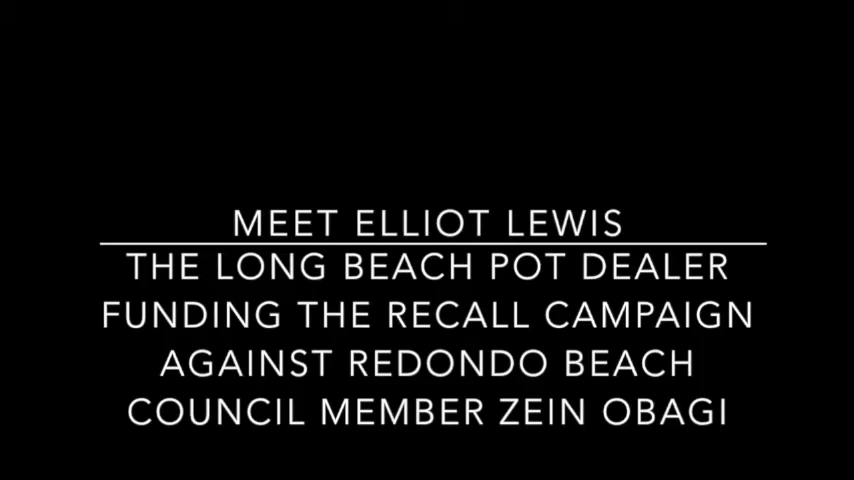 MEET ELLIOT LEWIS
THE LONG BEACH POT DEALER
FUNDING THE RECALL CAMPAIGN
AGAINST REDONDO BEACH
COUNCIL MEMBER ZEIN OBAGI